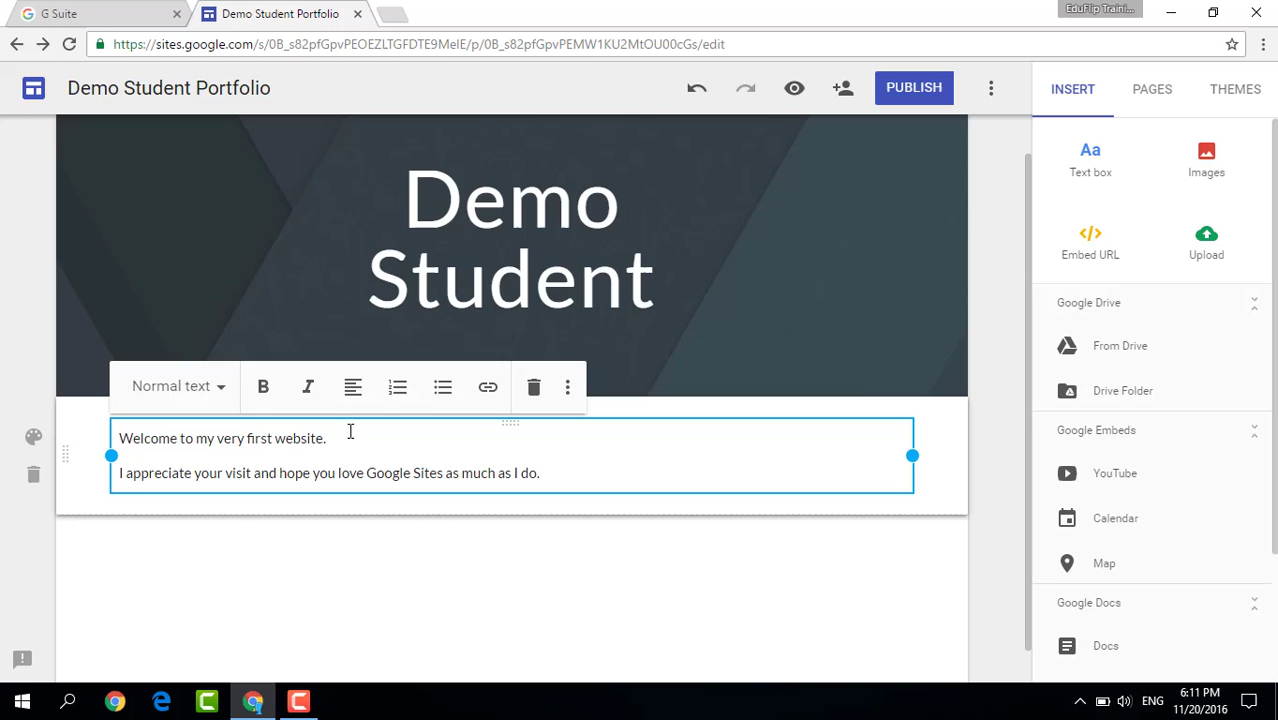 G Suite
Demo Student Portfolio
EduFlip Traini...
https://sites.google.com/s/0B_s82pfGpvPEOEZLTGFDTE9MelE/p/0B_s82pfGpvPEMW1KU2MtOU00cGs/edit
Demo Student Portfolio
PUBLISH
INSERT
PAGES
THEMES
Demo
Student
Aa
Text box
Images
Embed URL
Upload
Google Drive
From Drive
Drive Folder
Normal text
B
I
Welcome to my very first website.
I appreciate your visit and hope you love Google Sites as much as I do.
Google Embeds
YouTube
Calendar
Map
Google Docs
Docs
ENG
6:11 PM
11/20/2016